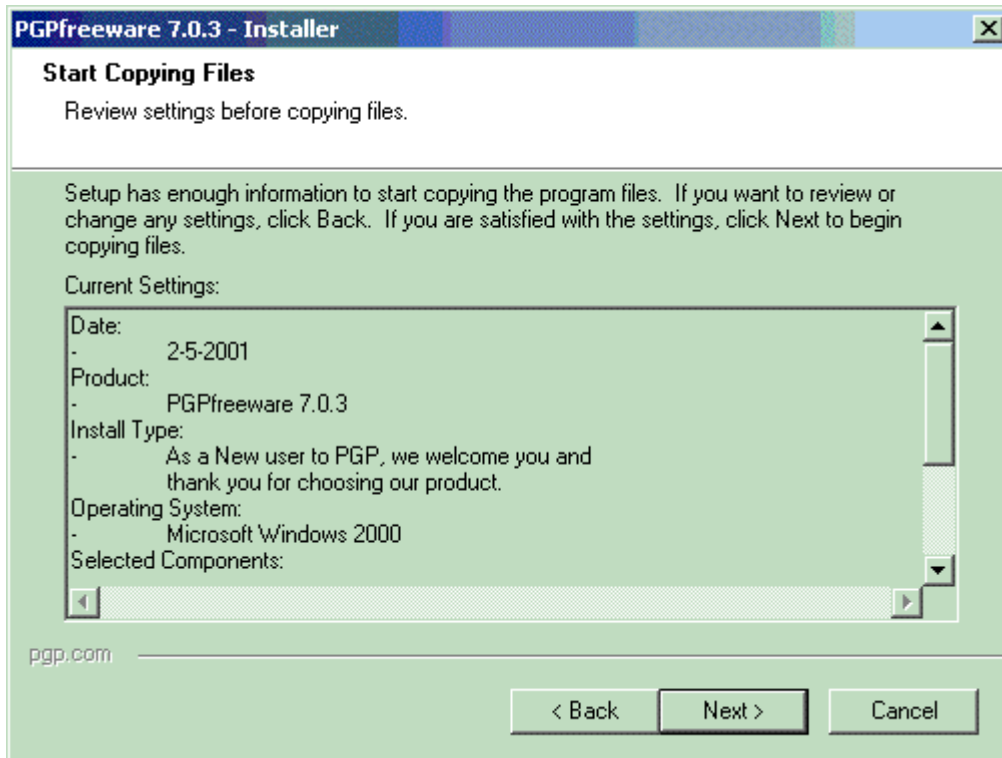 PGPfreeware 7.0.3 - Installer
Start Copying Files
Review settings before copying files.
Setup has enough information to start copying the program files. If you want to review or
change any settings, click Back. If you are satisfied with the settings, click Next to begin
copying files.
Current Settings:
Date:
- 2-5-2001
Product:
- PGPfreeware 7.0.3
Install Type:
- As a New user to PGP, we welcome you and
thank you for choosing our product.
Operating System:
- Microsoft Windows 2000
Selected Components:
pgp.com
< Back
Next >
Cancel